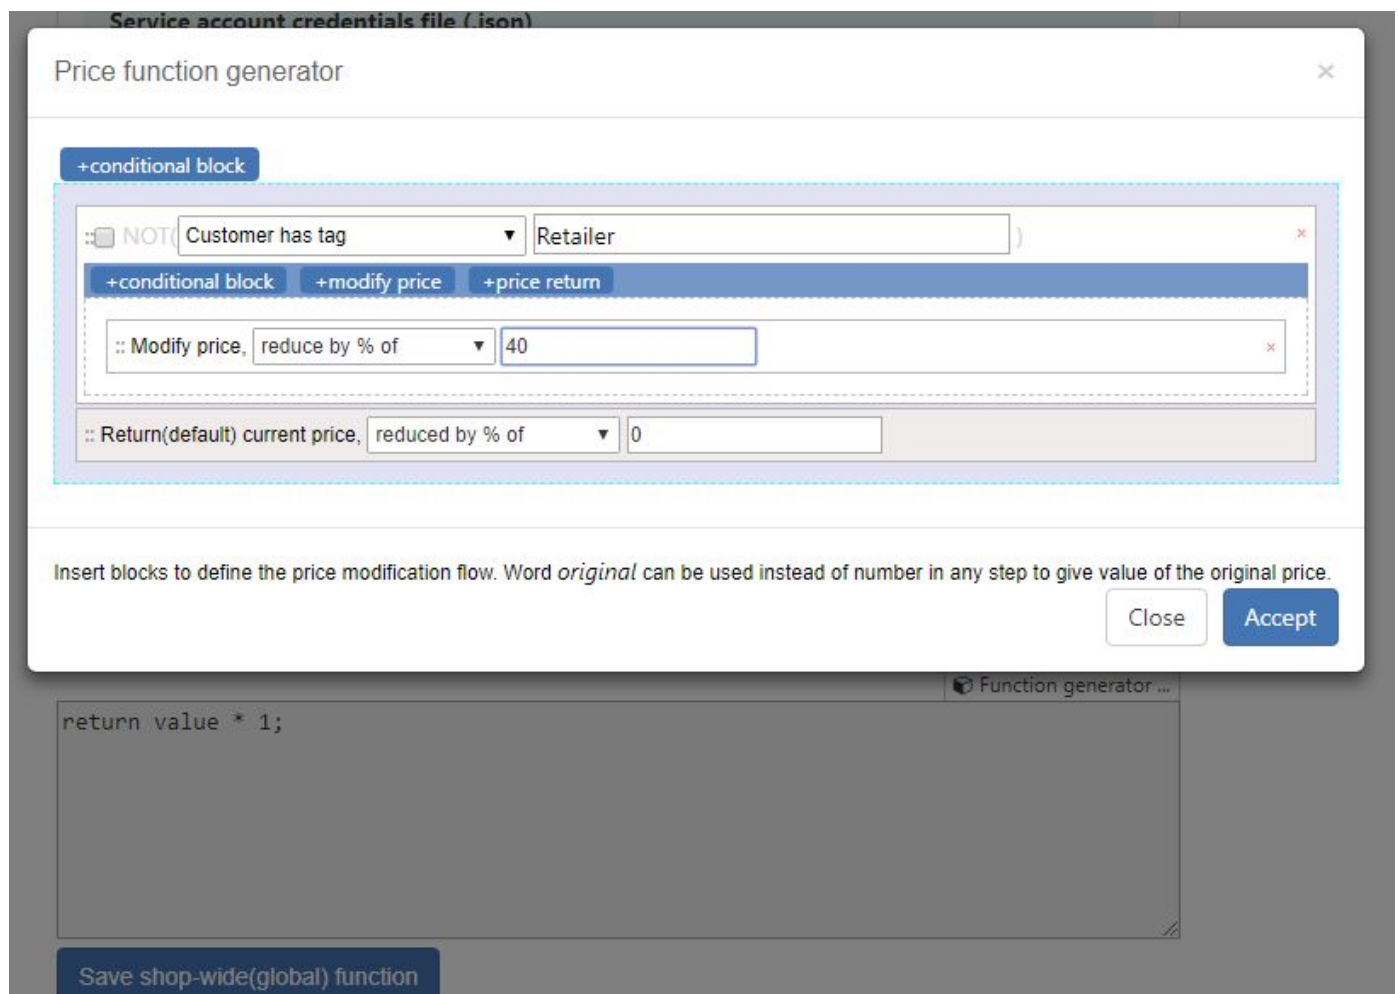 Service account credentials file (.json)
Price function generator ×
+conditional block
:: NOT( Customer has tag ▼ Retailer ) ×
+conditional block +modify price +price return
:: Modify price, reduce by % of ▼ 40 ×
:: Return(default) current price, reduced by % of ▼ 0
Insert blocks to define the price modification flow. Word original can be used instead of number in any step to give value of the original price.
Close Accept
Function generator ...
return value * 1;
Save shop-wide(global) function